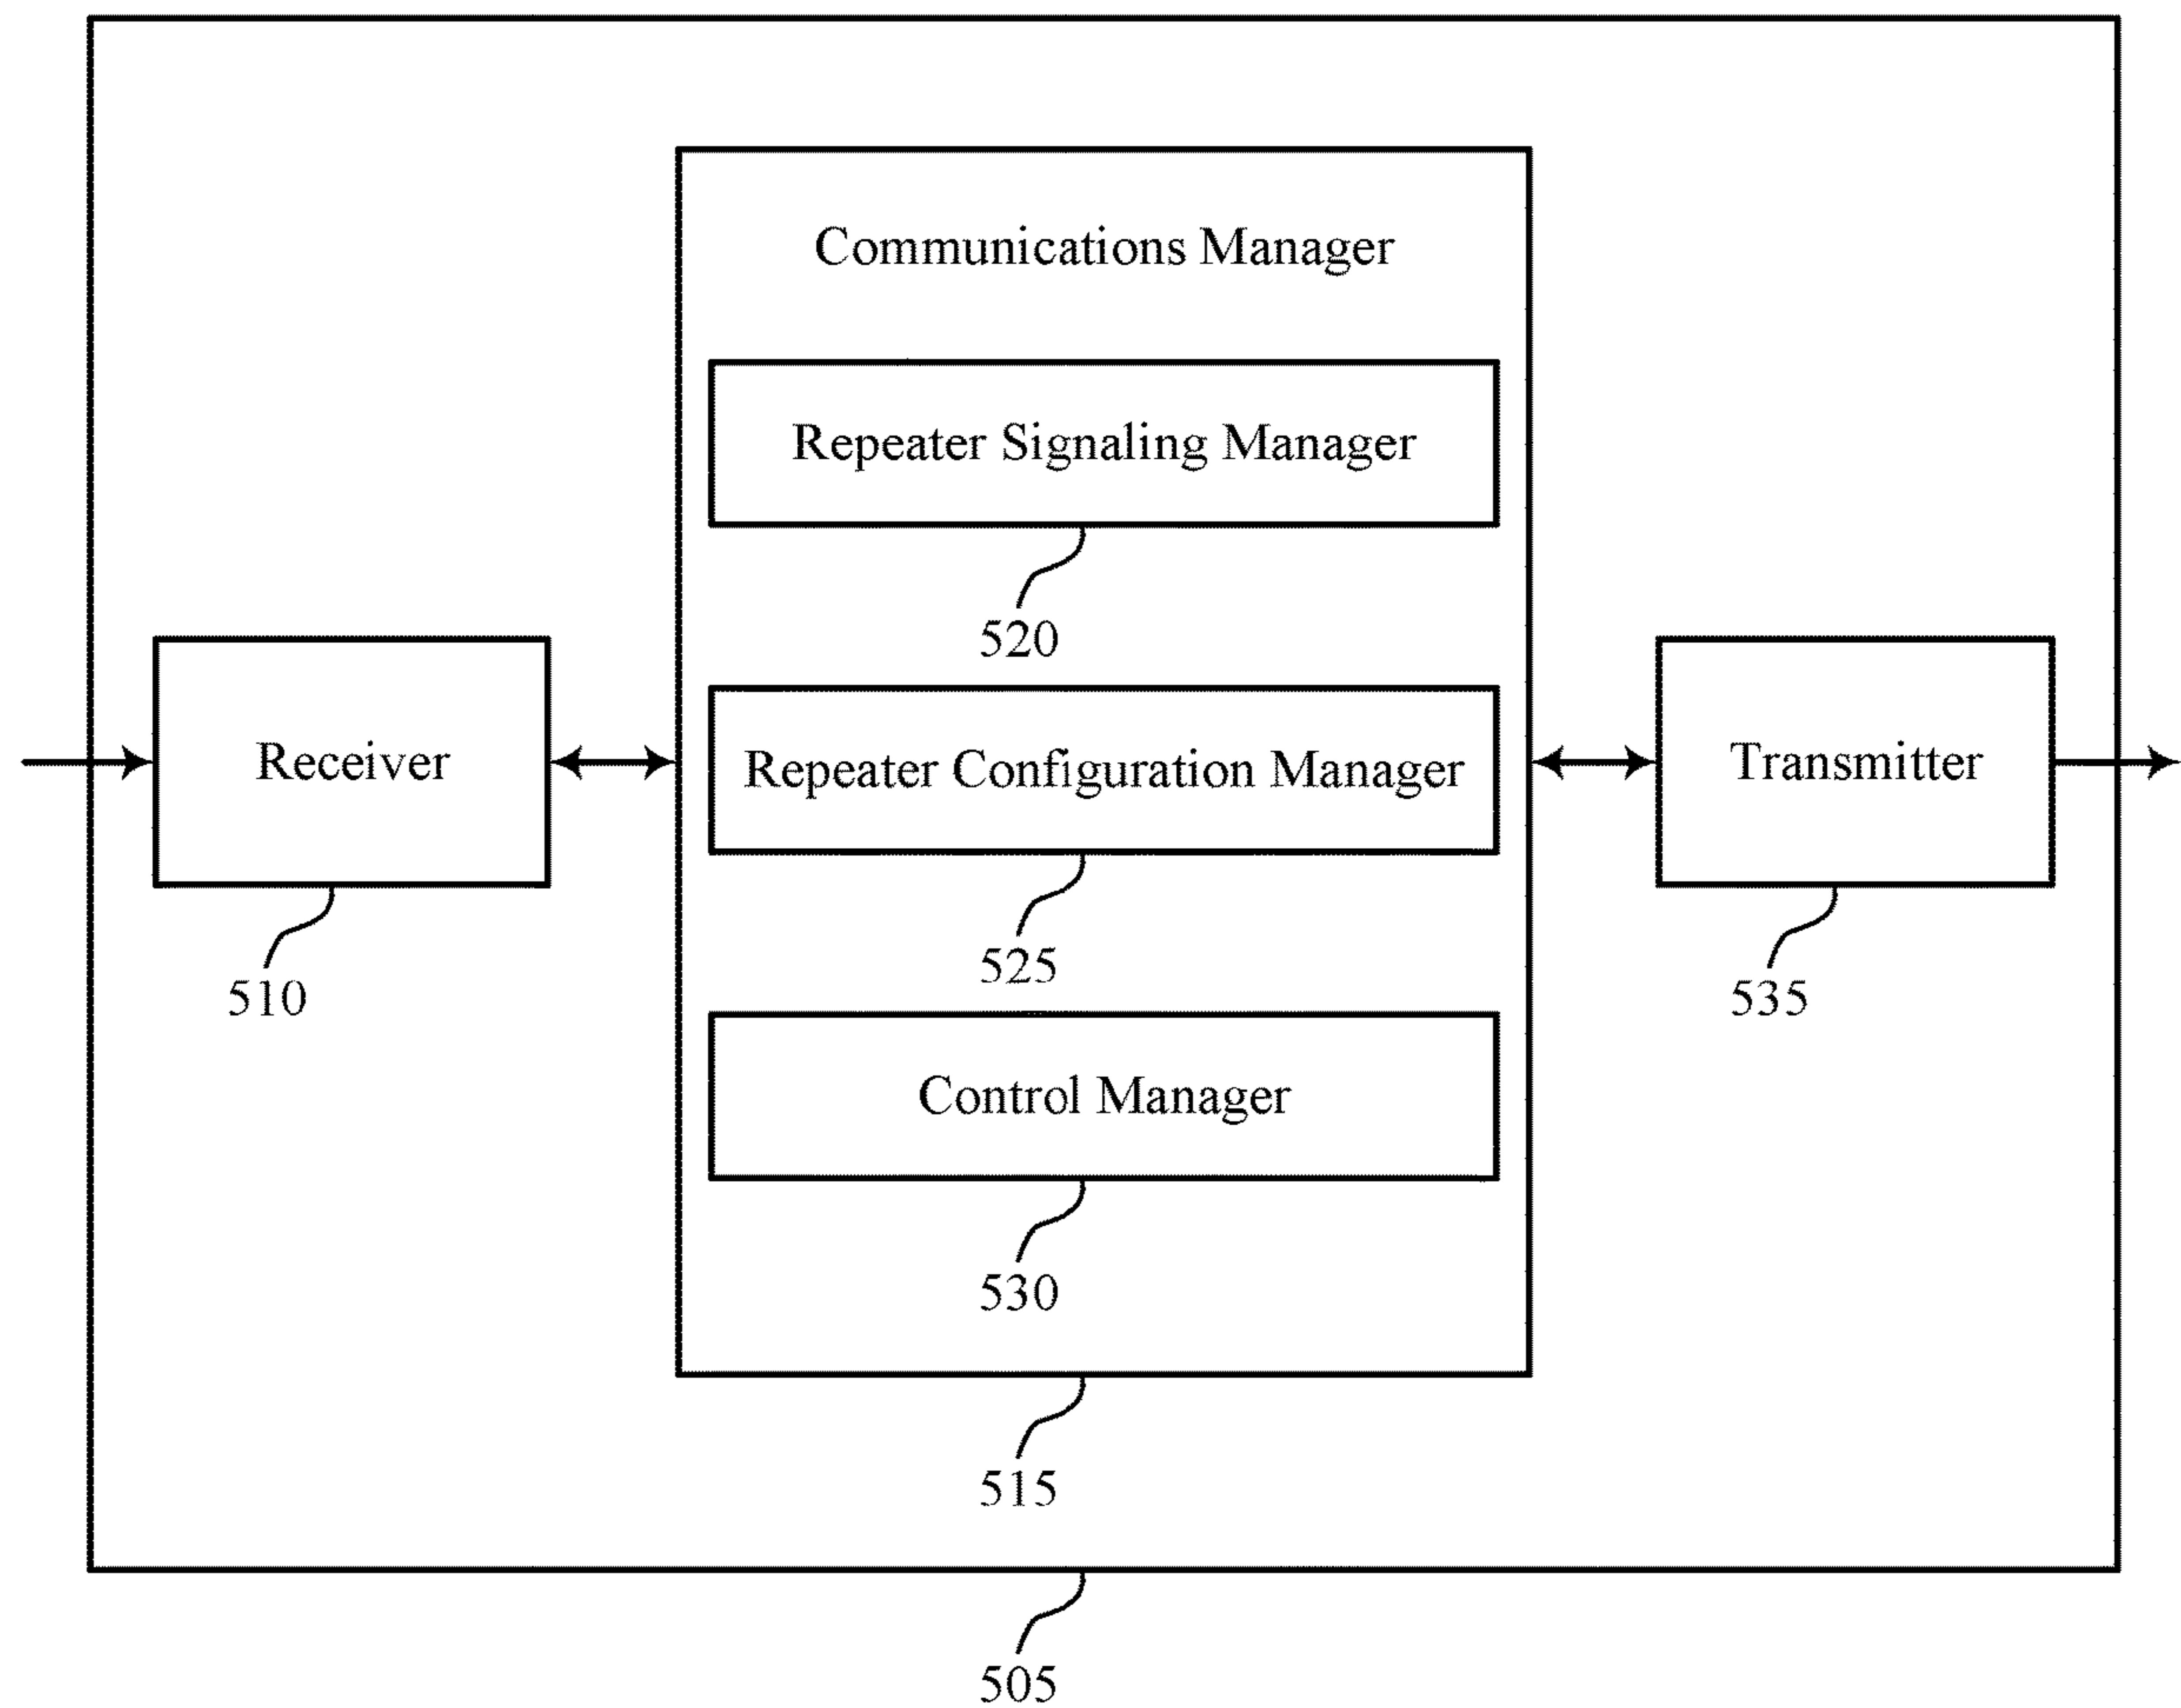 Communications Manager
Repeater Signaling Manager
520
Receiver
510
Repeater Configuration Manager
525
Transmitter
535
Control Manager
530
515
505